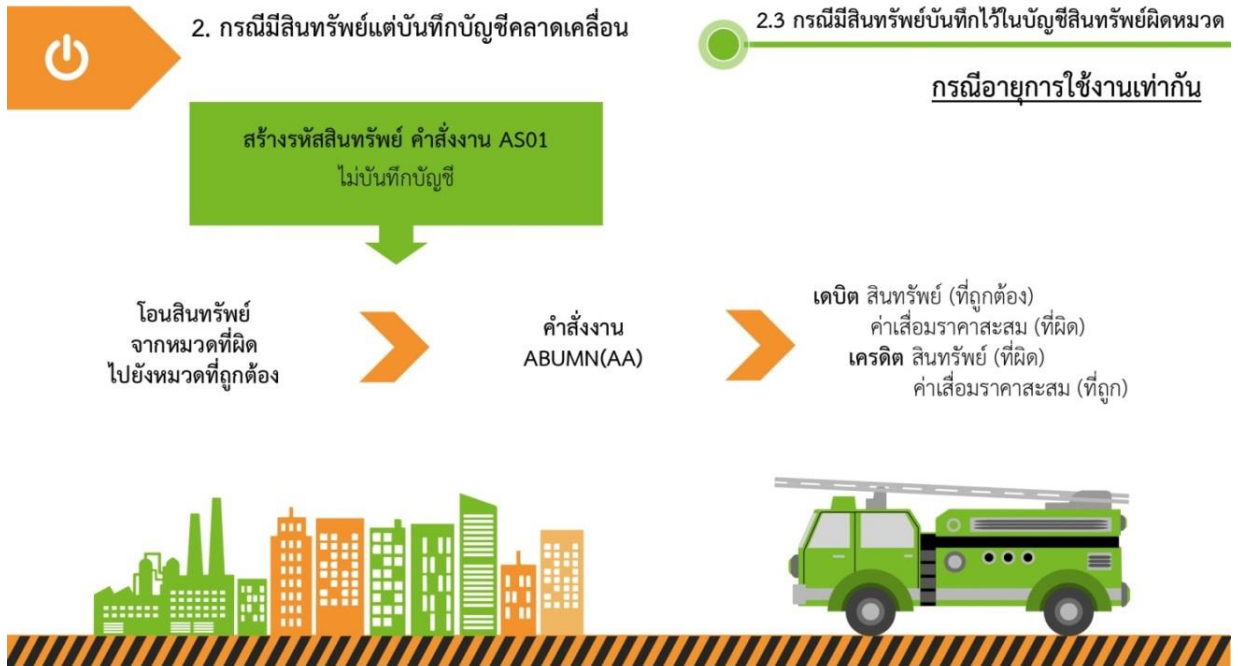 2. กรณีมีสินทรัพย์แต่บันทึกบัญชีคลาดเคลื่อน
2.3 กรณีมีสินทรัพย์บันทึกไว้ในบัญชีสินทรัพย์ผิดหมวด
กรณีอายุการใช้งานเท่ากัน
สร้างรหัสสินทรัพย์ คำสั่งงาน AS01
ไม่บันทึกบัญชี
โอนสินทรัพย์
จากหมวดที่ผิด
ไปยังหมวดที่ถูกต้อง
คำสั่งงาน
ABUMN(AA)
เดบิต สินทรัพย์ (ที่ถูกต้อง)
ค่าเสื่อมราคาสะสม (ที่ผิด)
เครดิต สินทรัพย์ (ที่ผิด)
ค่าเสื่อมราคาสะสม (ที่ถูก)